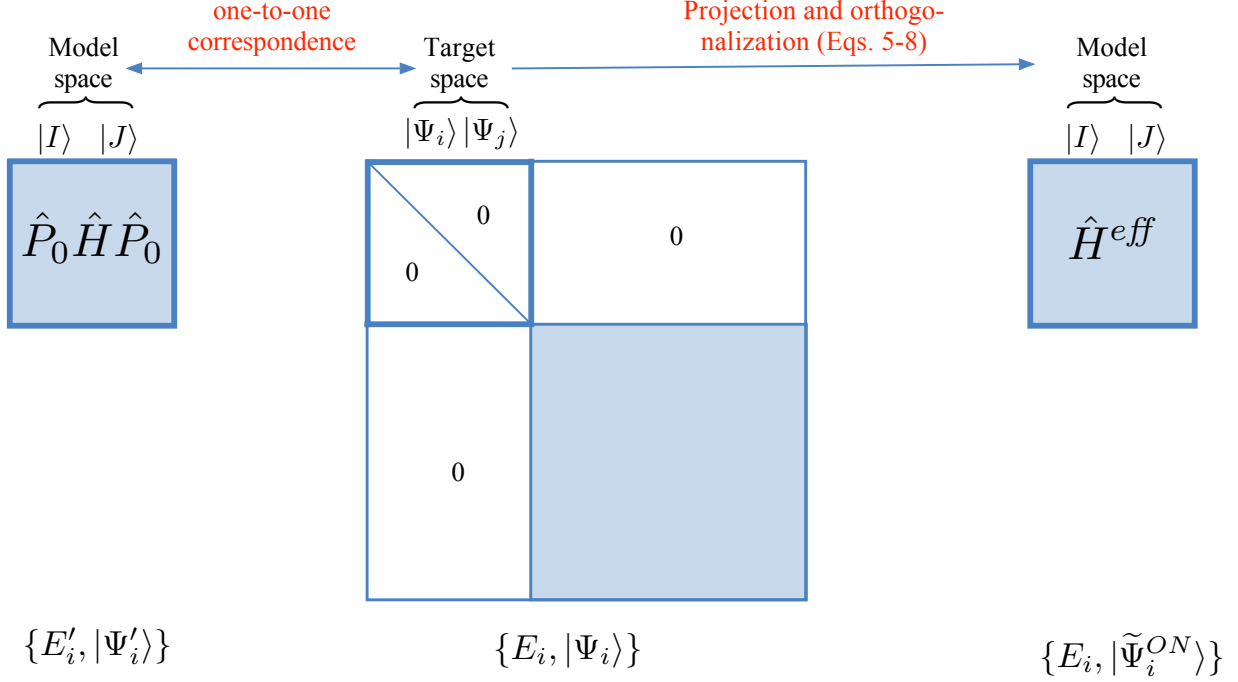 one-to-one
correspondence
Projection and orthogo-
nalization (Eqs. 5-8)
Model
space
Target
space
Model
space
|I⟩ |J⟩
|Ψ_i⟩ |Ψ_j⟩
|I⟩ |J⟩
P̂_0 Ĥ P̂_0
0
0
0
Ĥ^{eff}
0
{E'_i, |Ψ'_i⟩}
{E_i, |Ψ_i⟩}
{E_i, |Ψ̃_i^{ON}⟩}